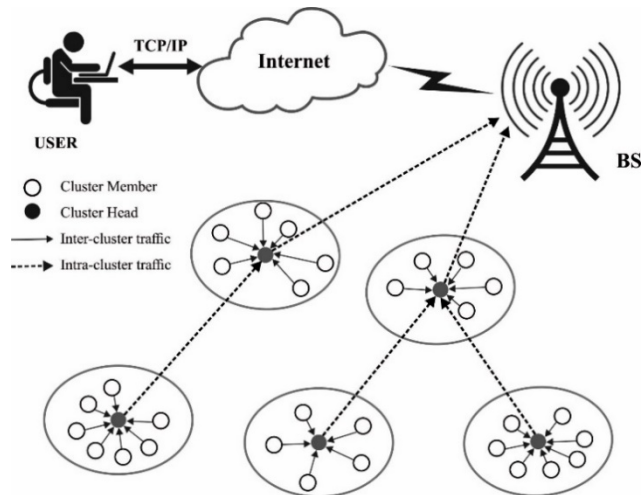 TCP/IP
Internet
USER
BS
Cluster Member
Cluster Head
Inter-cluster traffic
Intra-cluster traffic